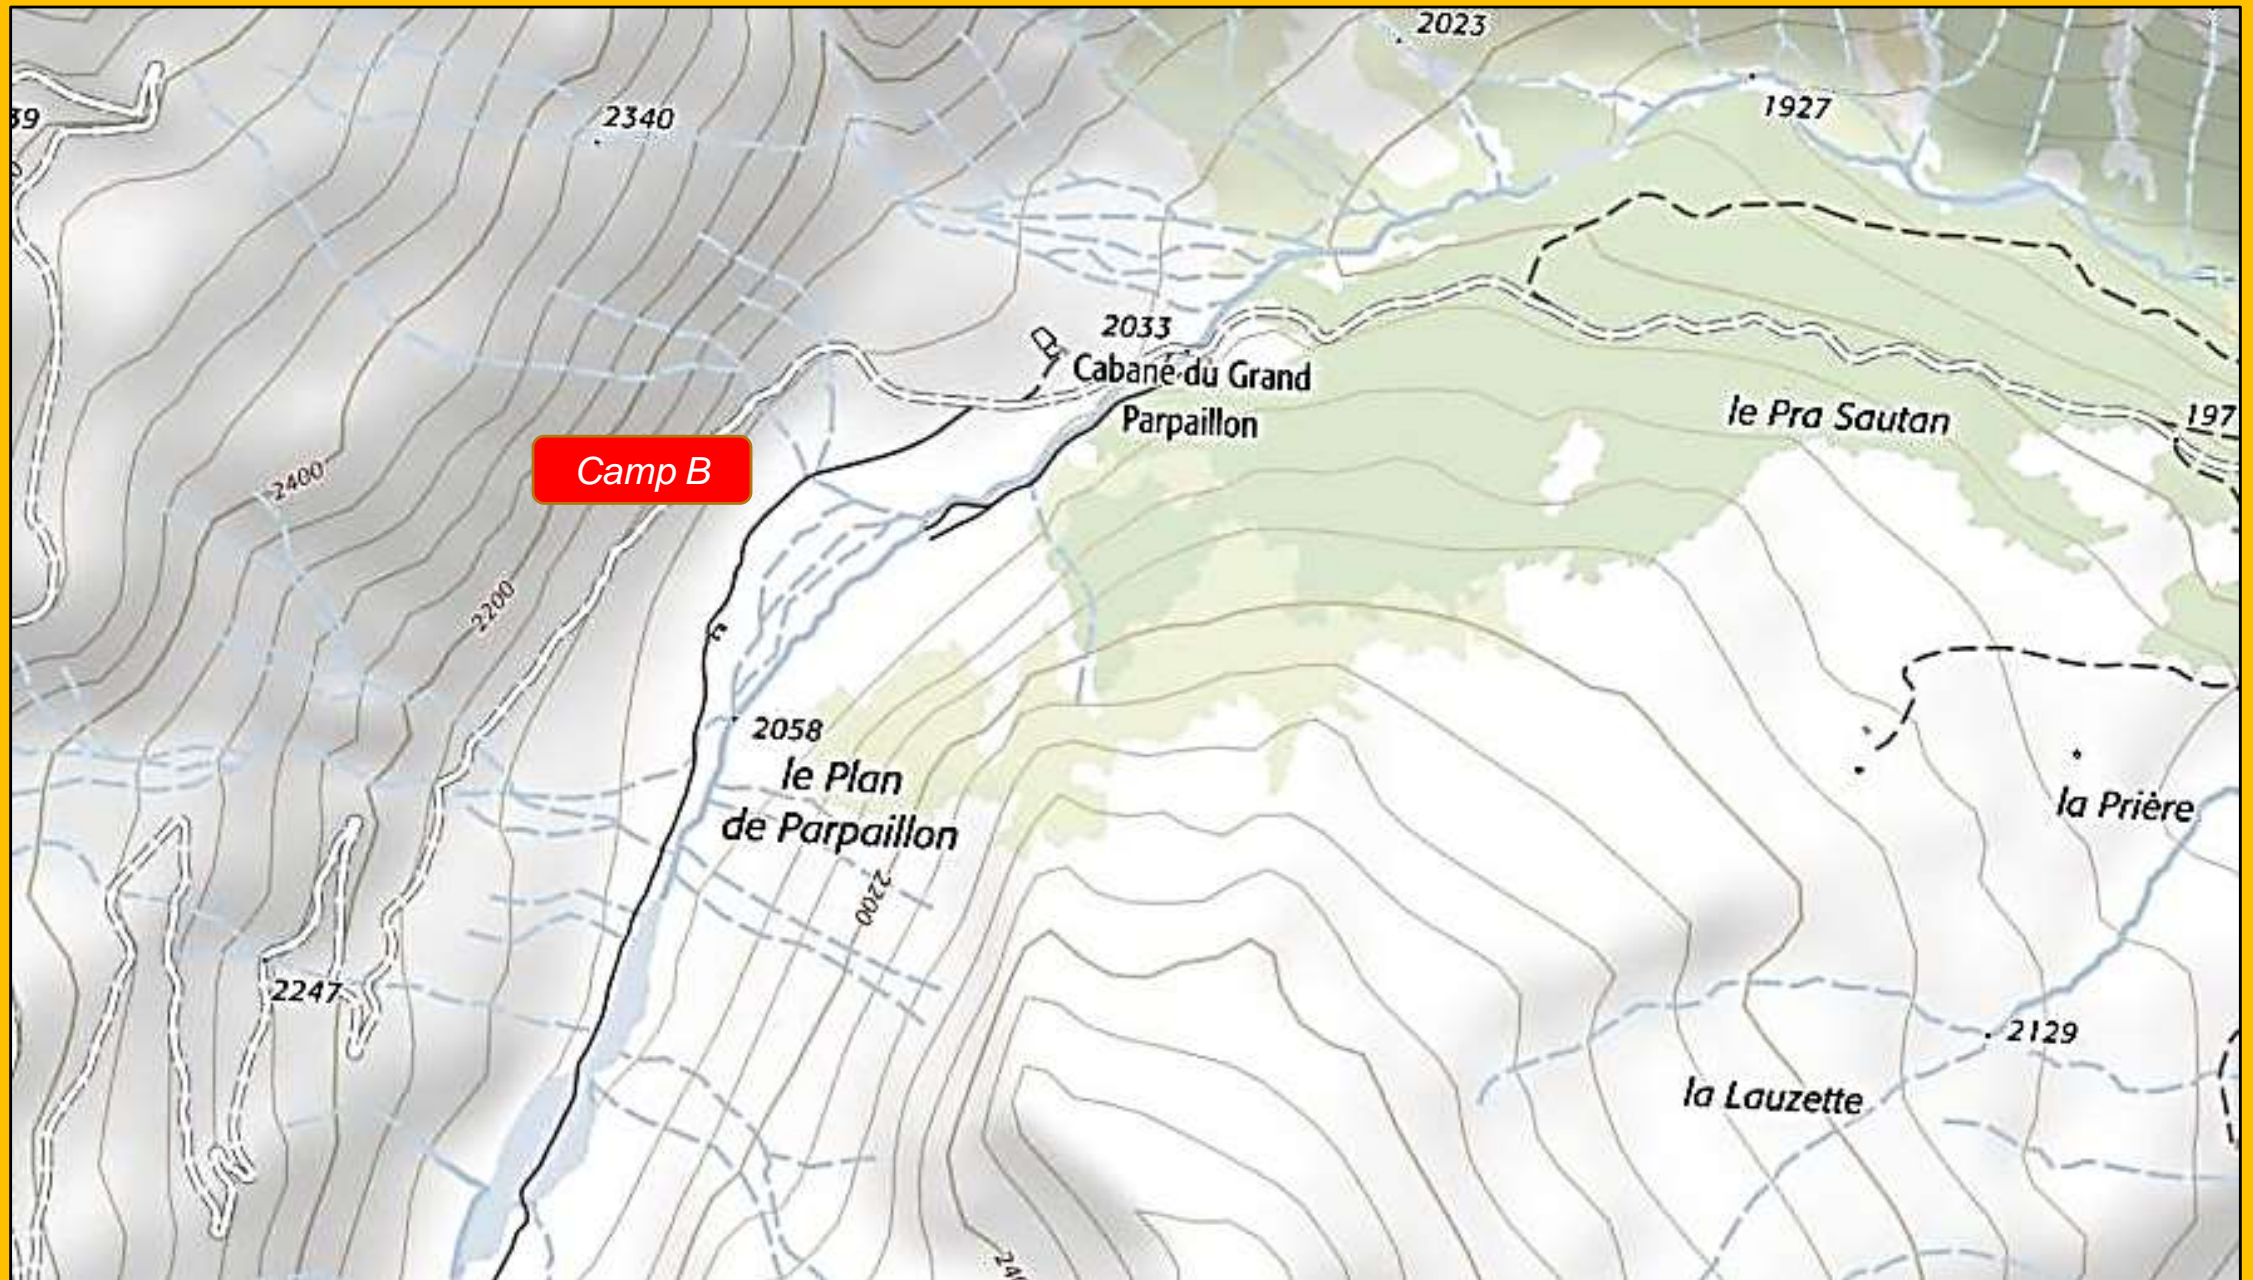 2023
39
2340
1927
2033
Cabane du Grand
Parpaillon
le Pra Sautan
197
Camp B
2400
2200
2058
le Plan
de Parpaillon
la Prière
2200
2247
2129
la Lauzette
240